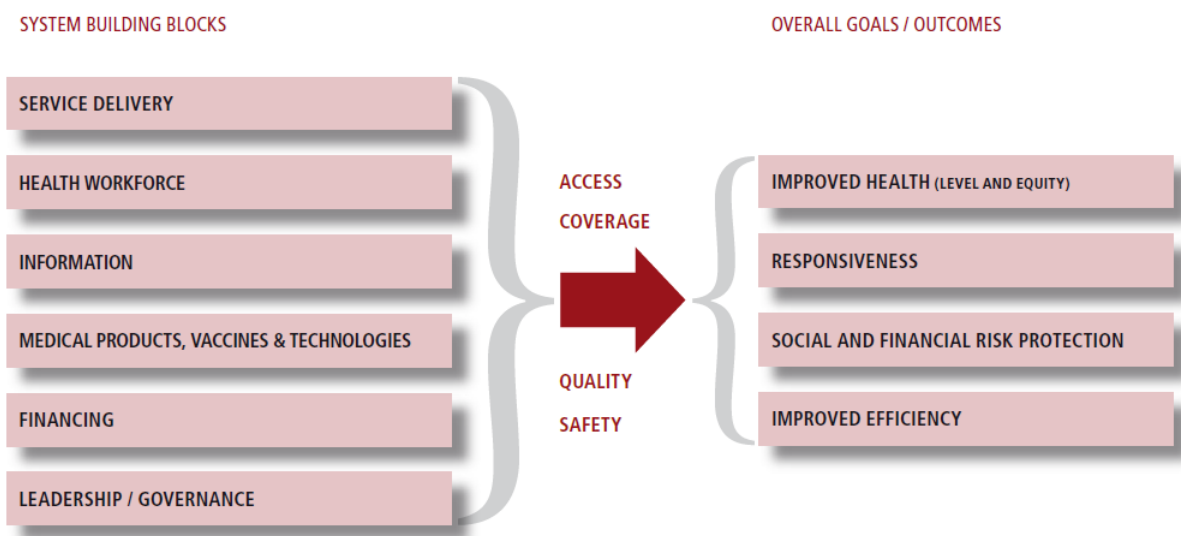 SYSTEM BUILDING BLOCKS
SERVICE DELIVERY
HEALTH WORKFORCE
INFORMATION
MEDICAL PRODUCTS, VACCINES & TECHNOLOGIES
FINANCING
LEADERSHIP / GOVERNANCE
ACCESS
COVERAGE
QUALITY
SAFETY
OVERALL GOALS / OUTCOMES
IMPROVED HEALTH (LEVEL AND EQUITY)
RESPONSIVENESS
SOCIAL AND FINANCIAL RISK PROTECTION
IMPROVED EFFICIENCY